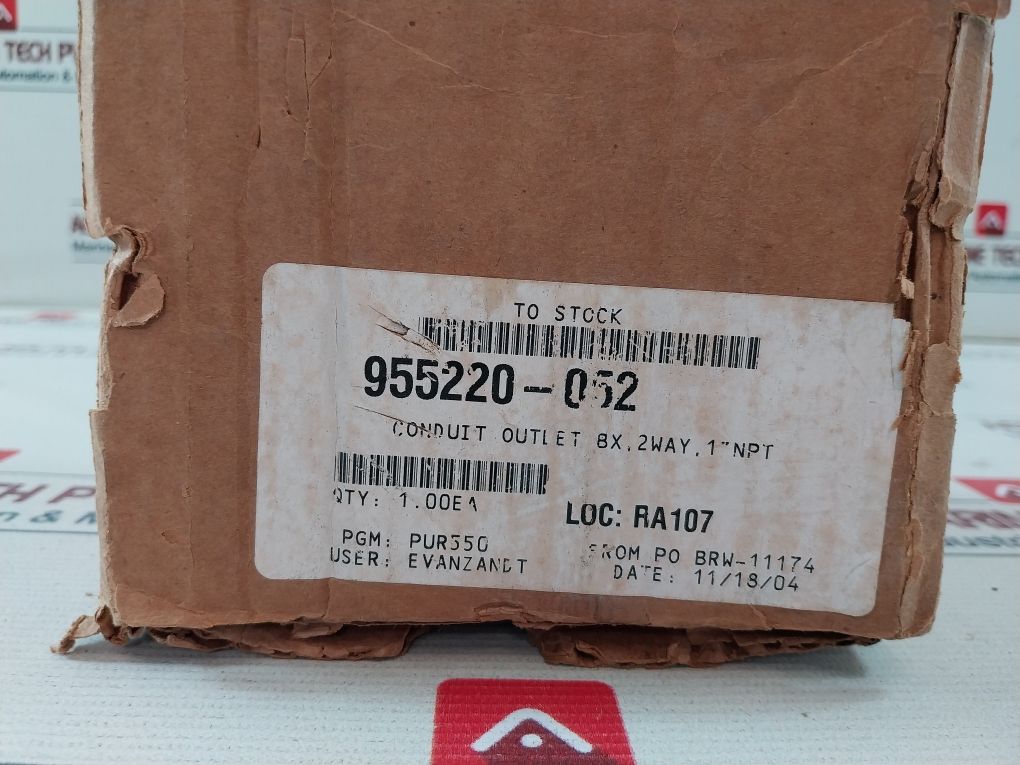 TO STOCK
955220-052
CONDUIT OUTLET BX,2WAY,1"NPT
QTY: 1.00EA
LOC: RA107
PGM: PUR550
FROM PO BRW-11174
USER: EVANZANDT
DATE: 11/18/04
TECH